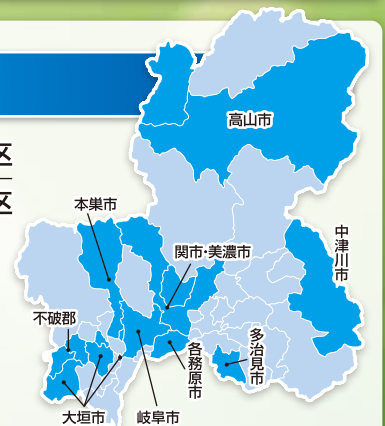 高山市
区
区
本巣市
中津川市
関市・美濃市
不破郡
多治見市
各務原市
大垣市
岐阜市